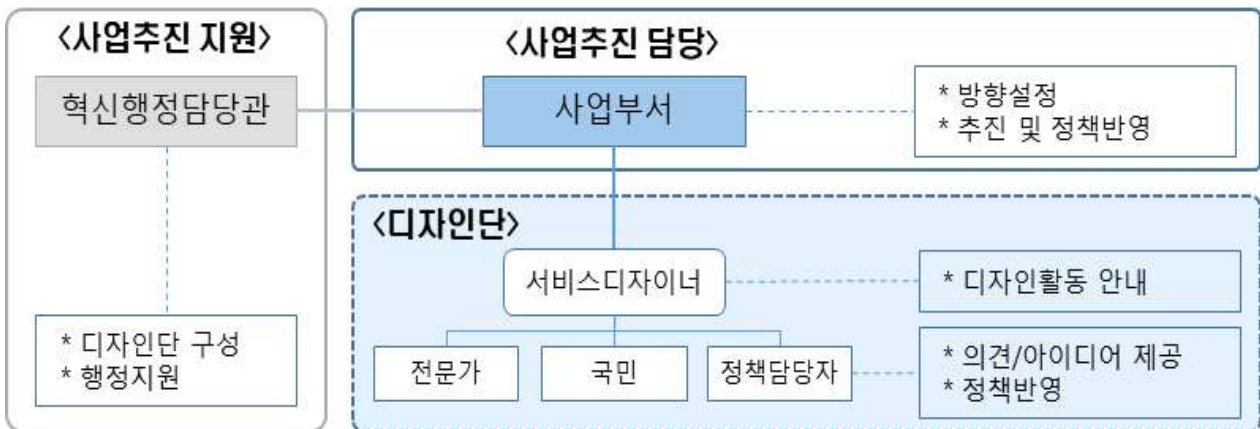 <사업추진 지원>
혁신행정담당관
* 디자인단 구성
* 행정지원
<사업추진 담당>
사업부서
* 방향설정
* 추진 및 정책반영
<디자인단>
서비스디자이너
* 디자인활동 안내
전문가
국민
정책담당자
* 의견/아이디어 제공
* 정책반영